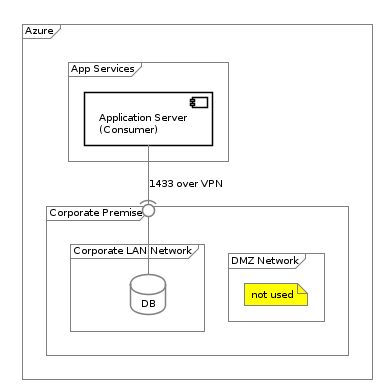 Azure
App Services
Application Server
(Consumer)
1433 over VPN
Corporate Premise
Corporate LAN Network
DMZ Network
not used
DB